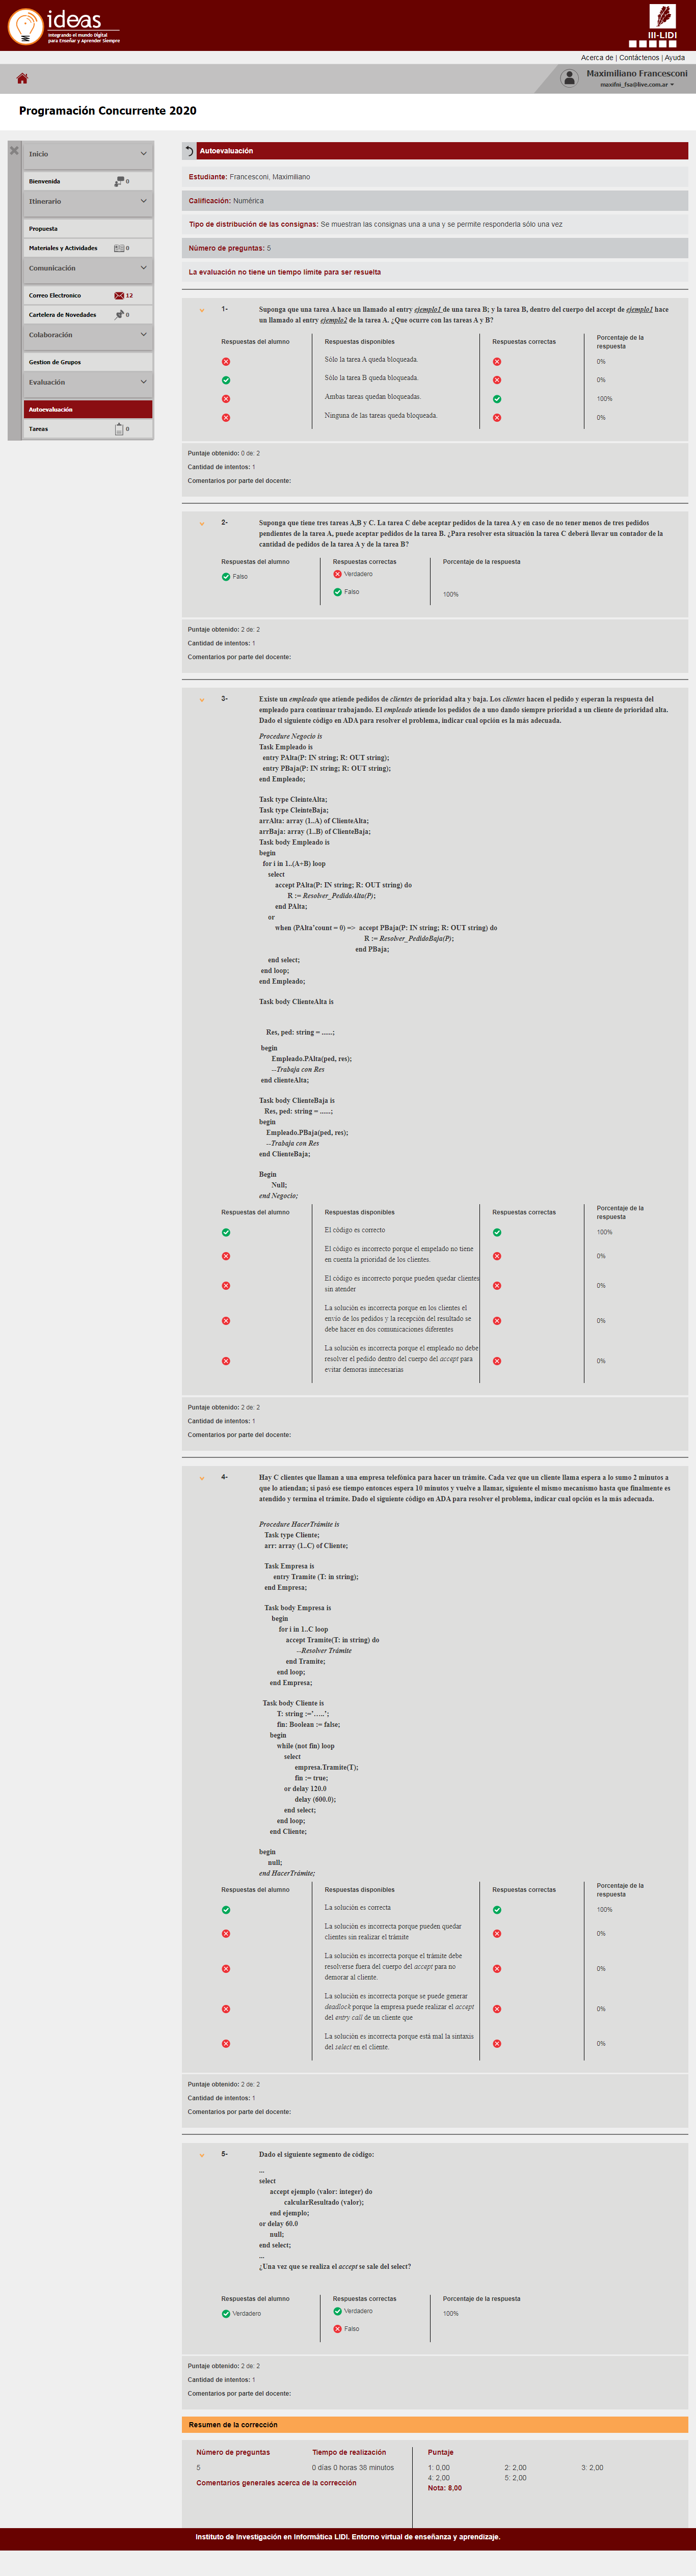 ideas
Integrando el mundo Digital
para Enseñar y Aprender Siempre
III-LIDI
Acerca de | Contáctenos | Ayuda
Maximiliano Francesconi
maxifni_fsa@live.com.ar
Programación Concurrente 2020
Inicio
Bienvenida 0
Itinerario
Propuesta
Materiales y Actividades 0
Comunicación
Correo Electronico 12
Cartelera de Novedades 0
Colaboración
Gestion de Grupos
Evaluación
Autoevaluación
Tareas 0
Autoevaluación
Estudiante: Francesconi, Maximiliano
Calificación: Numérica
Tipo de distribución de las consignas: Se muestran las consignas una a una y se permite responderla sólo una vez
Número de preguntas: 5
La evaluación no tiene un tiempo límite para ser resuelta
1- Suponga que una tarea A hace un llamado al entry ejemplo1 de una tarea B; y la tarea B, dentro del cuerpo del accept de ejemplo1 hace
un llamado al entry ejemplo2 de la tarea A. ¿Que ocurre con las tareas A y B?
Respuestas del alumno Respuestas disponibles Respuestas correctas Porcentaje de la
respuesta
Sólo la tarea A queda bloqueada. 0%
Sólo la tarea B queda bloqueada. 0%
Ambas tareas quedan bloqueadas. 100%
Ninguna de las tareas queda bloqueada. 0%
Puntaje obtenido: 0 de: 2
Cantidad de intentos: 1
Comentarios por parte del docente:
2- Suponga que tiene tres tareas A,B y C. La tarea C debe aceptar pedidos de la tarea A y en caso de no tener menos de tres pedidos
pendientes de la tarea A, puede aceptar pedidos de la tarea B. ¿Para resolver esta situación la tarea C deberá llevar un contador de la
cantidad de pedidos de la tarea A y de la tarea B?
Respuestas del alumno Respuestas correctas Porcentaje de la respuesta
Falso Verdadero
Falso 100%
Puntaje obtenido: 2 de: 2
Cantidad de intentos: 1
Comentarios por parte del docente:
3- Existe un empleado que atiende pedidos de clientes de prioridad alta y baja. Los clientes hacen el pedido y esperan la respuesta del
empleado para continuar trabajando. El empleado atiende los pedidos de a uno dando siempre prioridad a un cliente de prioridad alta.
Dado el siguiente código en ADA para resolver el problema, indicar cual opción es la más adecuada.
Procedure Negocio is
Task Empleado is
entry PAlta(P: IN string; R: OUT string);
entry PBaja(P: IN string; R: OUT string);
end Empleado;
Task type CleinteAlta;
Task type CleinteBaja;
arrAlta: array (1..A) of ClienteAlta;
arrBaja: array (1..B) of ClienteBaja;
Task body Empleado is
begin
for i in 1..(A+B) loop
select
accept PAlta(P: IN string; R: OUT string) do
R := Resolver_PedidoAlta(P);
end PAlta;
or
when (PAlta'count = 0) => accept PBaja(P: IN string; R: OUT string) do
R := Resolver_PedidoBaja(P);
end PBaja;
end select;
end loop;
end Empleado;
Task body ClienteAlta is
Res, ped: string = ......;
begin
Empleado.PAlta(ped, res);
--Trabaja con Res
end clienteAlta;
Task body ClienteBaja is
Res, ped: string = ......;
begin
Empleado.PBaja(ped, res);
--Trabaja con Res
end ClienteBaja;
Begin
Null;
end Negocio;
Respuestas del alumno Respuestas disponibles Respuestas correctas Porcentaje de la
respuesta
El código es correcto 100%
El código es incorrecto porque el empelado no tiene
en cuenta la prioridad de los clientes. 0%
El código es incorrecto porque pueden quedar clientes
sin atender 0%
La solución es incorrecta porque en los clientes el
envío de los pedidos y la recepción del resultado se
debe hacer en dos comunicaciones diferentes 0%
La solución es incorrecta porque el empleado no debe
resolver el pedido dentro del cuerpo del accept para
evitar demoras innecesarias 0%
Puntaje obtenido: 2 de: 2
Cantidad de intentos: 1
Comentarios por parte del docente:
4- Hay C clientes que llaman a una empresa telefónica para hacer un trámite. Cada vez que un cliente llama espera a lo sumo 2 minutos a
que lo atiendan; si pasó ese tiempo entonces espera 10 minutos y vuelve a llamar, siguiente el mismo mecanismo hasta que finalmente es
atendido y termina el trámite. Dado el siguiente código en ADA para resolver el problema, indicar cual opción es la más adecuada.
Procedure HacerTrámite is
Task type Cliente;
arr: array (1..C) of Cliente;
Task Empresa is
entry Tramite (T: in string);
end Empresa;
Task body Empresa is
begin
for i in 1..C loop
accept Tramite(T: in string) do
--Resolver Trámite
end Tramite;
end loop;
end Empresa;
Task body Cliente is
T: string :='…..';
fin: Boolean := false;
begin
while (not fin) loop
select
empresa.Tramite(T);
fin := true;
or delay 120.0
delay (600.0);
end select;
end loop;
end Cliente;
begin
null;
end HacerTrámite;
Respuestas del alumno Respuestas disponibles Respuestas correctas Porcentaje de la
respuesta
La solución es correcta 100%
La solución es incorrecta porque pueden quedar
clientes sin realizar el trámite 0%
La solución es incorrecta porque el trámite debe
resolverse fuera del cuerpo del accept para no
demorar al cliente. 0%
La solución es incorrecta porque se puede generar
deadlock porque la empresa puede realizar el accept
del entry call de un cliente que 0%
La solución es incorrecta porque está mal la sintaxis
del select en el cliente. 0%
Puntaje obtenido: 2 de: 2
Cantidad de intentos: 1
Comentarios por parte del docente:
5- Dado el siguiente segmento de código:
...
select
accept ejemplo (valor: integer) do
calcularResultado (valor);
end ejemplo;
or delay 60.0
null;
end select;
...
¿Una vez que se realiza el accept se sale del select?
Respuestas del alumno Respuestas correctas Porcentaje de la respuesta
Verdadero Verdadero 100%
Falso
Puntaje obtenido: 2 de: 2
Cantidad de intentos: 1
Comentarios por parte del docente:
Resumen de la corrección
Número de preguntas Tiempo de realización Puntaje
5 0 días 0 horas 38 minutos 1: 0,00 2: 2,00 3: 2,00
4: 2,00 5: 2,00
Comentarios generales acerca de la corrección Nota: 8,00
Instituto de Investigación en Informática LIDI. Entorno virtual de enseñanza y aprendizaje.